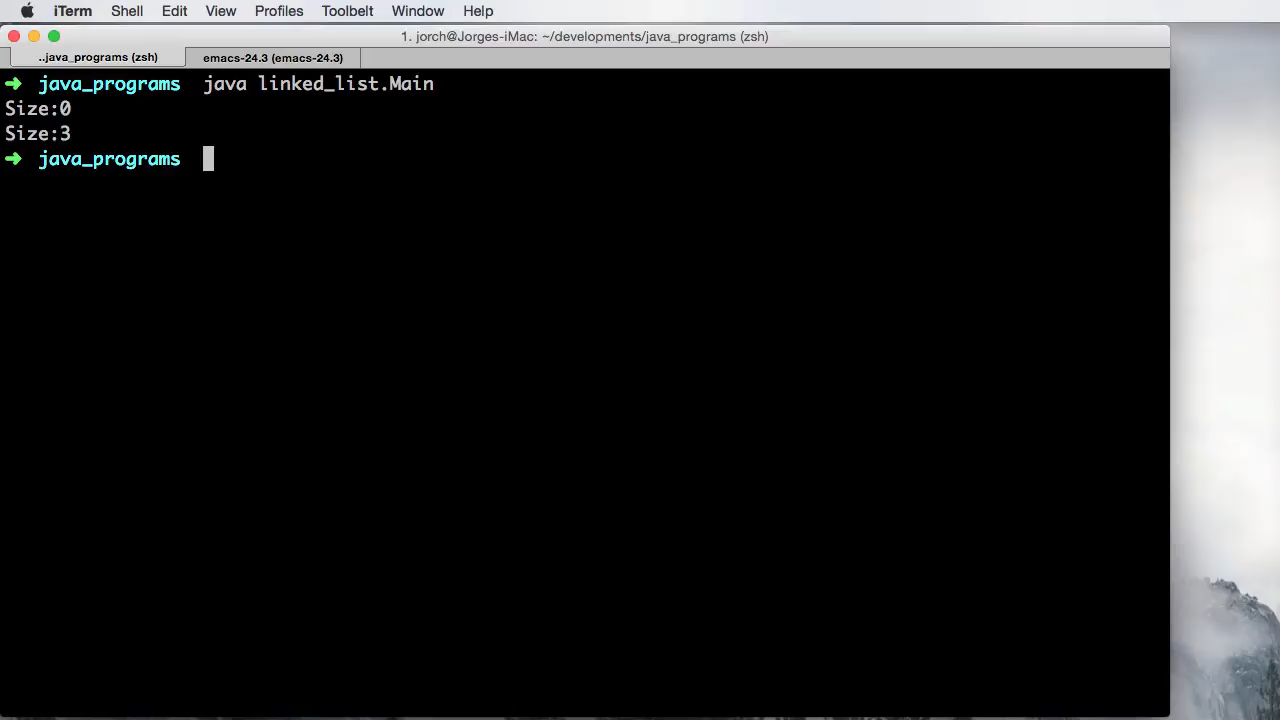 iTerm Shell Edit View Profiles Toolbelt Window Help
1. jorch@Jorges-iMac: ~/developments/java_programs (zsh)
..java_programs (zsh) emacs-24.3 (emacs-24.3)
➜ java_programs java linked_list.Main
Size:0
Size:3
➜ java_programs